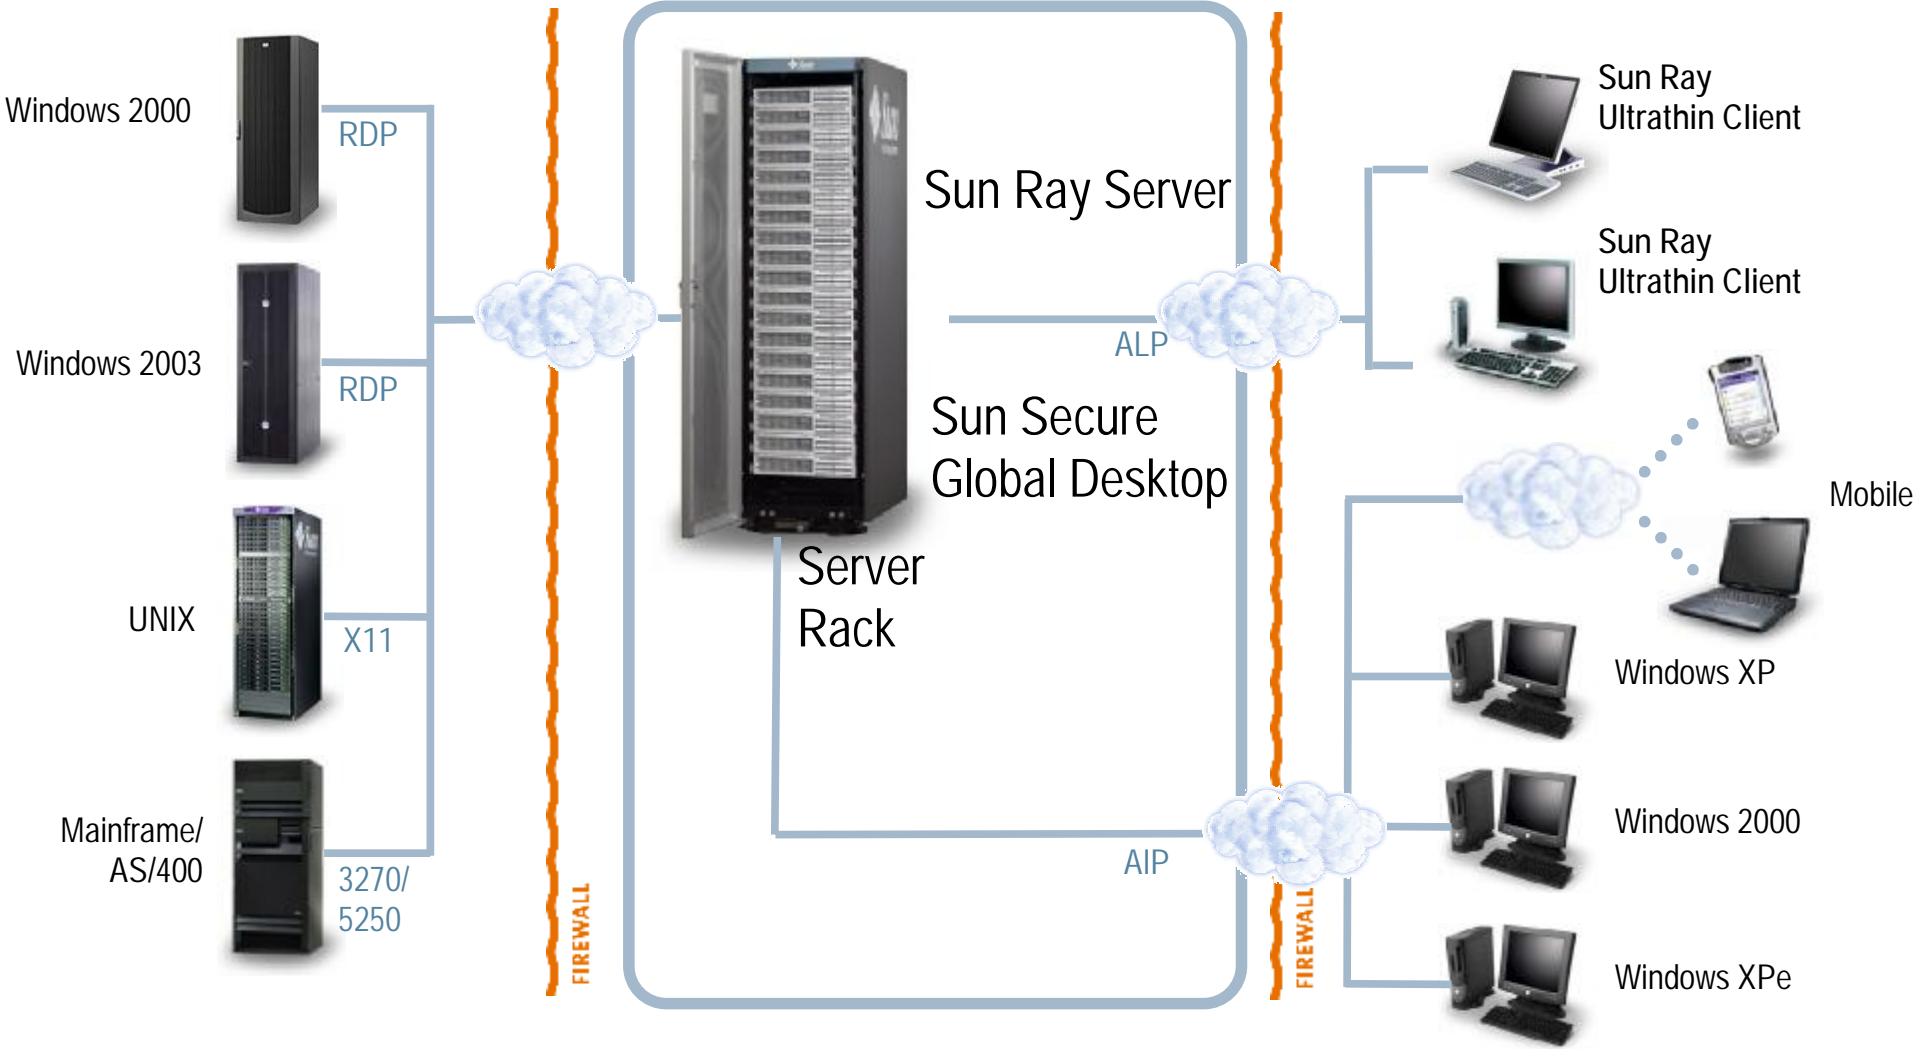 Windows 2000
RDP
Windows 2003
RDP
UNIX
X11
Mainframe/
AS/400
3270/
5250
FIREWALL
Sun
Sun
Sun Ray Server
Sun Secure
Global Desktop
Server
Rack
ALP
AIP
FIREWALL
Sun Ray
Ultrathin Client
Sun Ray
Ultrathin Client
Mobile
Windows XP
Windows 2000
Windows XPe